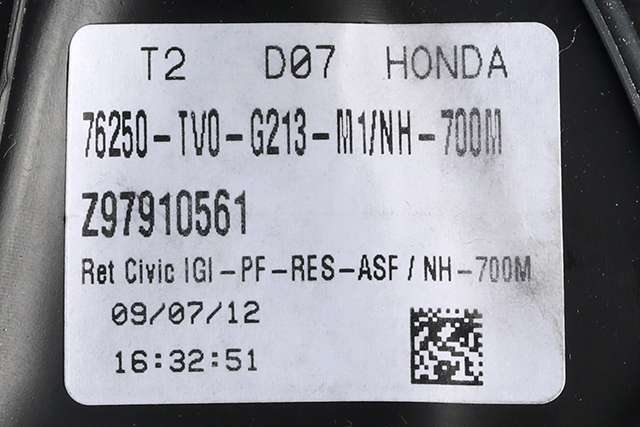 T2 D07 HONDA
76250-TV0-G213-M1/NH-700M
Z97910561
Ret Civic IGI-PF-RES-ASF / NH-700M
09/07/12
16:32:51